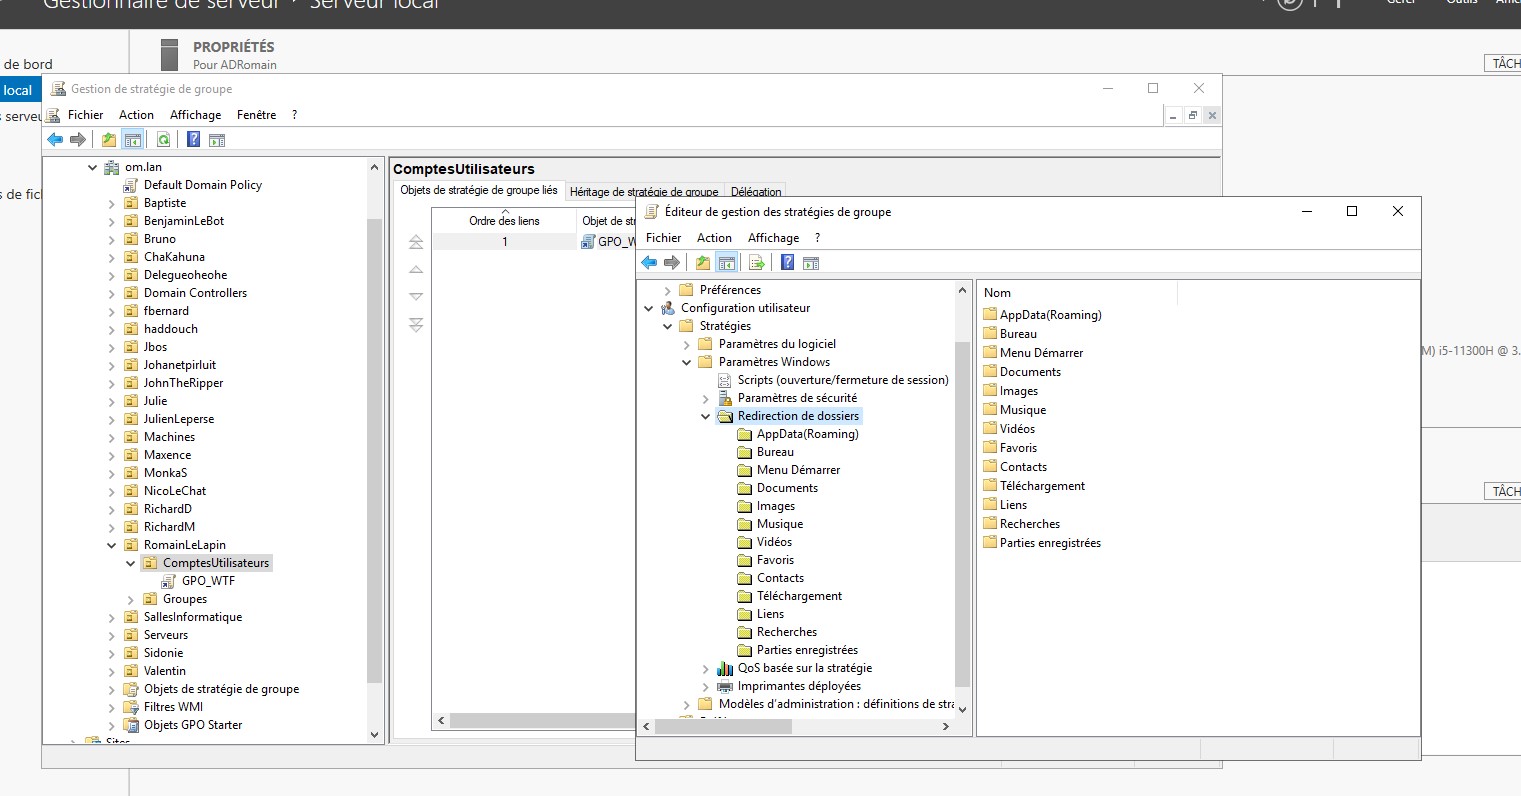 Gestionnaire de serveur • Serveur local
Gérer
Outils
PROPRIÉTÉS
Pour ADRomain
de bord
local
TÂCH
Gestion de stratégie de groupe
Fichier Action Affichage Fenêtre ?
om.lan
Default Domain Policy
Baptiste
BenjaminLeBot
Bruno
ChaKahuna
Delegueoheohe
Domain Controllers
fbernard
haddouch
Jbos
Johanetpirluit
JohnTheRipper
Julie
JulienLeperse
Machines
Maxence
MonkaS
NicoLeChat
RichardD
RichardM
RomainLeLapin
ComptesUtilisateurs
GPO_WTF
Groupes
SallesInformatique
Serveurs
Sidonie
Valentin
Objets de stratégie de groupe
Filtres WMI
Objets GPO Starter
Sites
ComptesUtilisateurs
Objets de stratégie de groupe liés Héritage de stratégie de groupe Délégation
Ordre des liens Objet de str
1 GPO_W
Éditeur de gestion des stratégies de groupe
Fichier Action Affichage ?
Préférences
Configuration utilisateur
Stratégies
Paramètres du logiciel
Paramètres Windows
Scripts (ouverture/fermeture de session)
Paramètres de sécurité
Redirection de dossiers
AppData(Roaming)
Bureau
Menu Démarrer
Documents
Images
Musique
Vidéos
Favoris
Contacts
Téléchargement
Liens
Recherches
Parties enregistrées
QoS basée sur la stratégie
Imprimantes déployées
Modèles d'administration : définitions de stra
Nom
AppData(Roaming)
Bureau
Menu Démarrer
Documents
Images
Musique
Vidéos
Favoris
Contacts
Téléchargement
Liens
Recherches
Parties enregistrées
M) i5-11300H @ 3.
TÂCH